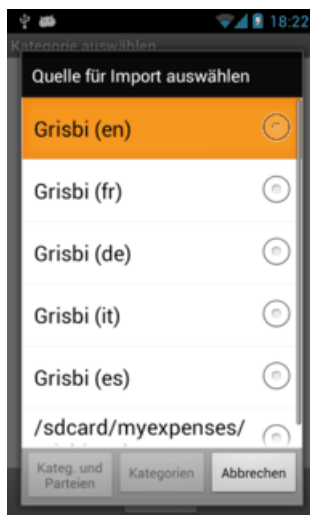 18:22
Kategorie auswählen
Quelle für Import auswählen
Grisbi (en)
Grisbi (fr)
Grisbi (de)
Grisbi (it)
Grisbi (es)
/sdcard/myexpenses/
Kateg. und
Parteien
Kategorien
Abbrechen